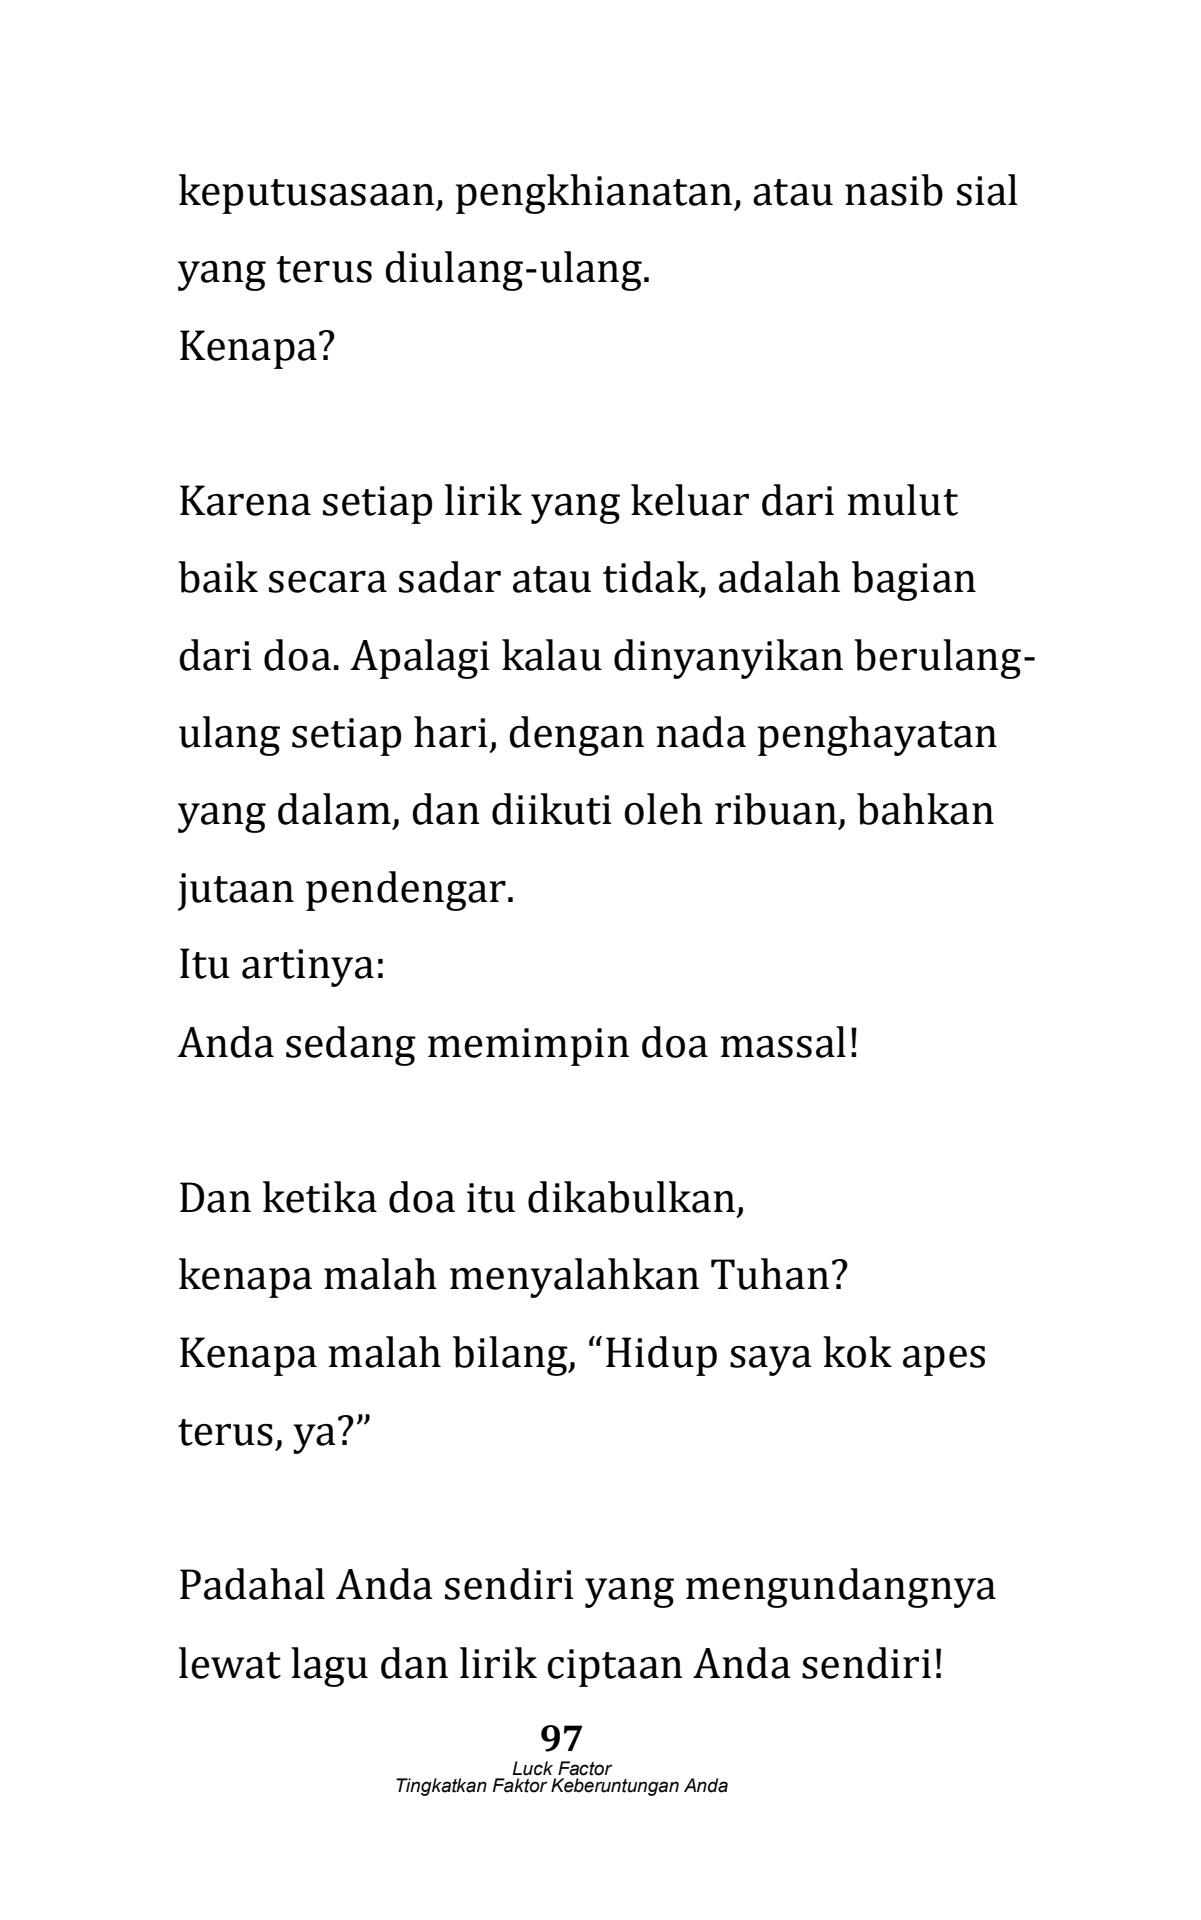 keputusasaan, pengkhianatan, atau nasib sial
yang terus diulang-ulang.
Kenapa?
Karena setiap lirik yang keluar dari mulut
baik secara sadar atau tidak, adalah bagian
dari doa. Apalagi kalau dinyanyikan berulang-
ulang setiap hari, dengan nada penghayatan
yang dalam, dan diikuti oleh ribuan, bahkan
jutaan pendengar.
Itu artinya:
Anda sedang memimpin doa massal!
Dan ketika doa itu dikabulkan,
kenapa malah menyalahkan Tuhan?
Kenapa malah bilang, “Hidup saya kok apes
terus, ya?”
Padahal Anda sendiri yang mengundangnya
lewat lagu dan lirik ciptaan Anda sendiri!
97
Luck Factor
Tingkatkan Faktor Keberuntungan Anda